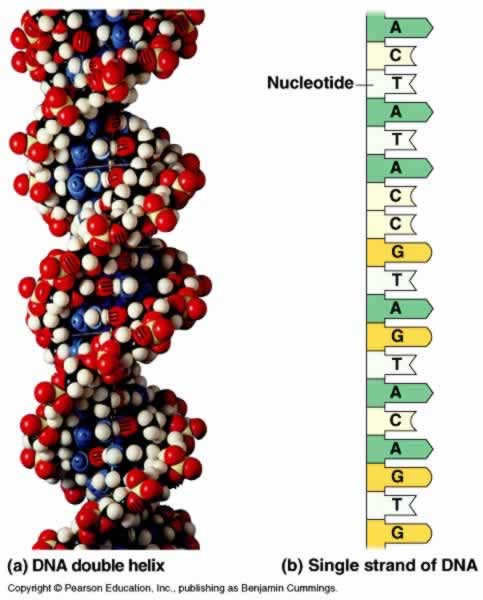 A
C
Nucleotide T
A
T
A
C
C
G
T
A
G
T
A
C
A
G
T
G
(a) DNA double helix
(b) Single strand of DNA
Copyright © Pearson Education, Inc., publishing as Benjamin Cummings.